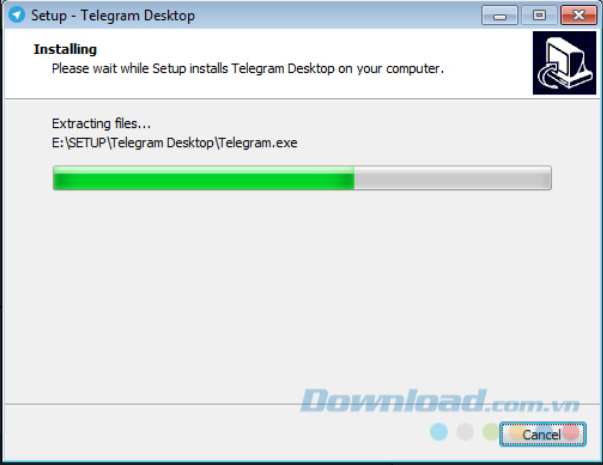 Setup - Telegram Desktop
Installing
Please wait while Setup installs Telegram Desktop on your computer.
Extracting files...
E:\SETUP\Telegram Desktop\Telegram.exe
Download.com.vn
Cancel